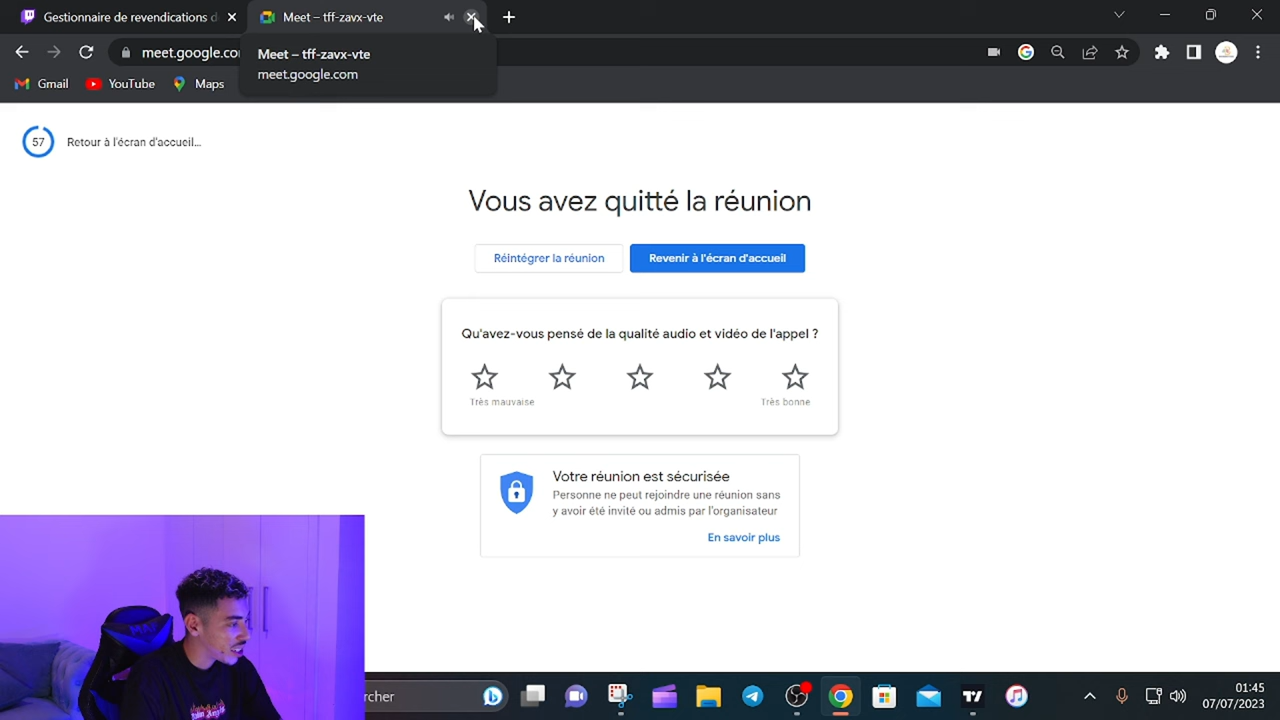 Gestionnaire de revendications d
Meet – tff-zavx-vte
meet.google.co
Meet – tff-zavx-vte
meet.google.com
Gmail
YouTube
Maps
57
Retour à l'écran d'accueil...
Vous avez quitté la réunion
Réintégrer la réunion
Revenir à l'écran d'accueil
Qu'avez-vous pensé de la qualité audio et vidéo de l'appel ?
Très mauvaise
Très bonne
Votre réunion est sécurisée
Personne ne peut rejoindre une réunion sans
y avoir été invité ou admis par l'organisateur
En savoir plus
rcher
01:45
07/07/2023